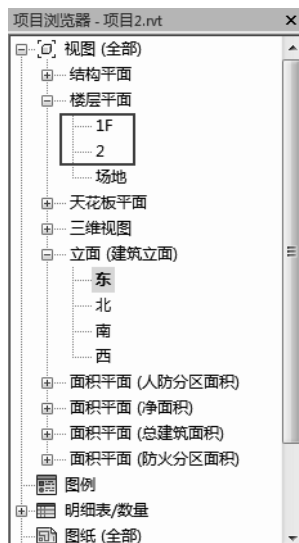 项目浏览器 - 项目2.rvt
视图 (全部)
结构平面
楼层平面
1F
2
场地
天花板平面
三维视图
立面 (建筑立面)
东
北
南
西
面积平面 (人防分区面积)
面积平面 (净面积)
面积平面 (总建筑面积)
面积平面 (防火分区面积)
图例
明细表/数量
图纸 (全部)